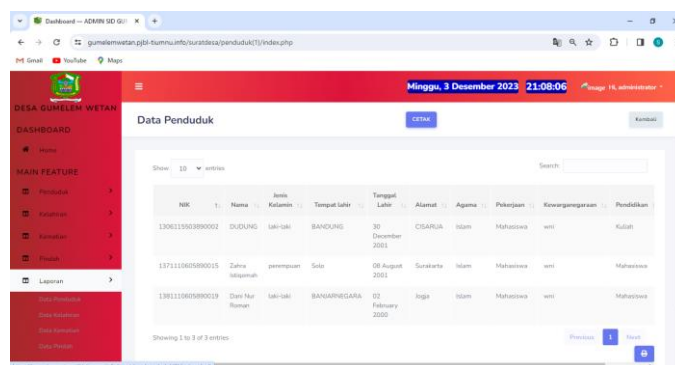 Dashboard — ADMIN SID GU
gumelemwetan.pjbl-tiumnu.info/suratdesa/penduduk(1)/index.php
Gmail YouTube Maps
Minggu, 3 Desember 2023 21:08:06 image Hi, administrator
DESA GUMELEM WETAN
DASHBOARD
Home
MAIN FEATURE
Penduduk
Kelahiran
Kematian
Pindah
Laporan
Data Penduduk
Data Kelahiran
Data Kematian
Data Pindah
Data Penduduk CETAK Kembali
Show 10 entries Search:
NIK Nama Jenis Kelamin Tempat lahir Tanggal Lahir Alamat Agama Pekerjaan Kewarganegaraan Pendidikan
1306115503890002 DUDUNG laki-laki BANDUNG 30 December 2001 CISARUA Islam Mahasiswa wni Kuliah
1371110605890015 Zahra Istiqomah perempuan Solo 08 August 2001 Surakarta Islam Mahasiswa wni Mahasiswa
1381110605890019 Dani Nur Roman laki-laki BANJARNEGARA 02 February 2000 Jogja Islam Mahasiswa wni Mahasiswa
Showing 1 to 3 of 3 entries Previous 1 Next